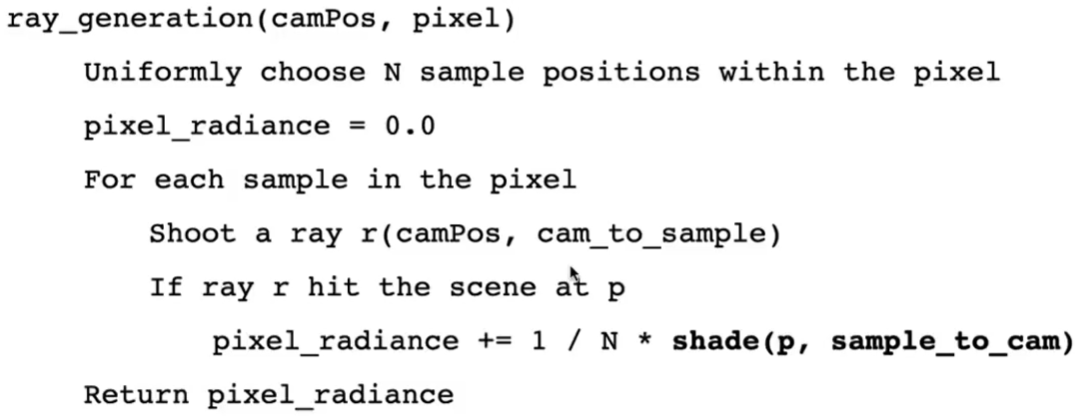 ray_generation(camPos, pixel)
Uniformly choose N sample positions within the pixel
pixel_radiance = 0.0
For each sample in the pixel
Shoot a ray r(camPos, cam_to_sample)
If ray r hit the scene at p
pixel_radiance += 1 / N * shade(p, sample_to_cam)
Return pixel_radiance